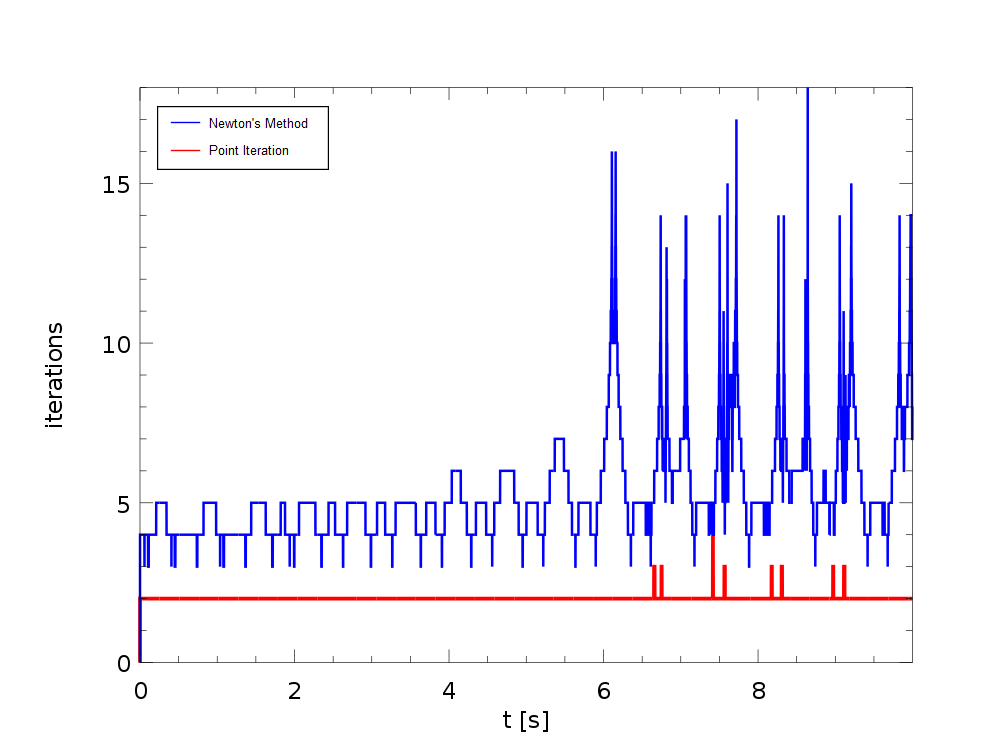 Newton's Method
Point Iteration
15
10
5
0
iterations
0 2 4 6 8
t [s]